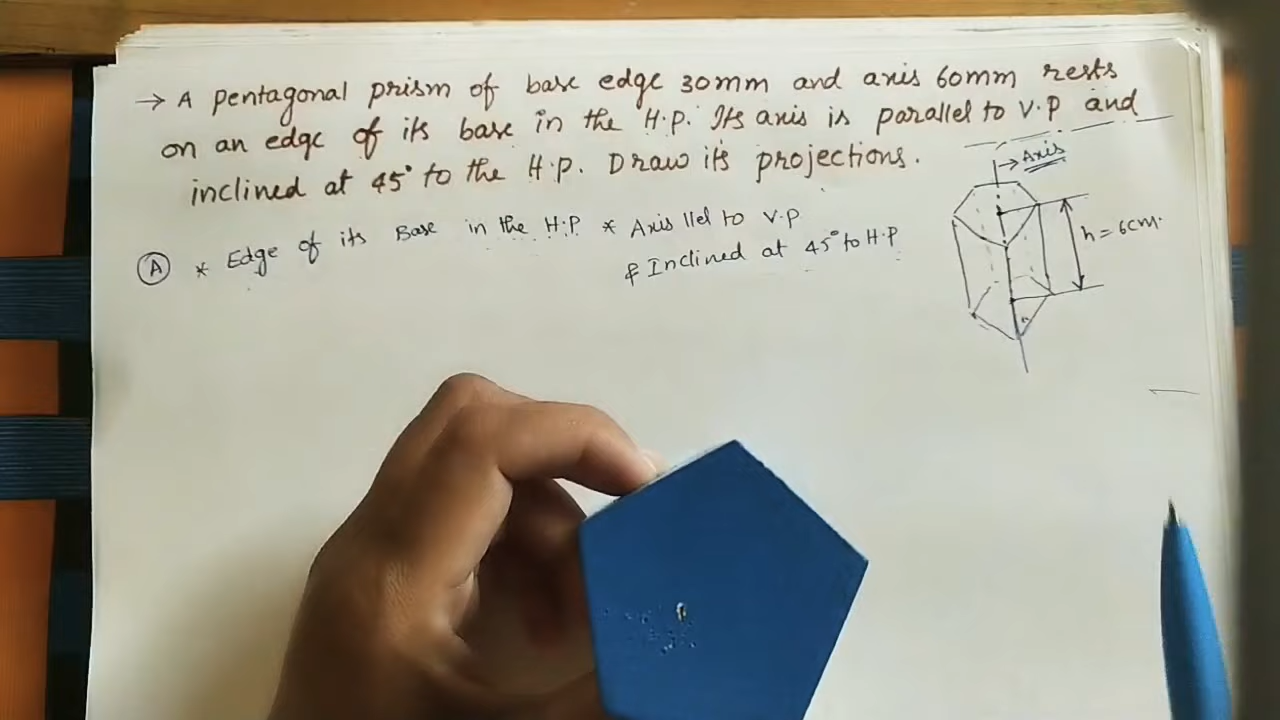 → A pentagonal prism of base edge 30mm and axis 60mm rests
on an edge of its base in the H.P. Its axis is parallel to V.P and
inclined at 45° to the H.P. Draw its projections.
→ Axis
Ⓐ * Edge of its Base in the H.P * Axis llel to V.P
& Inclined at 45° to H.P
h = 6cm.